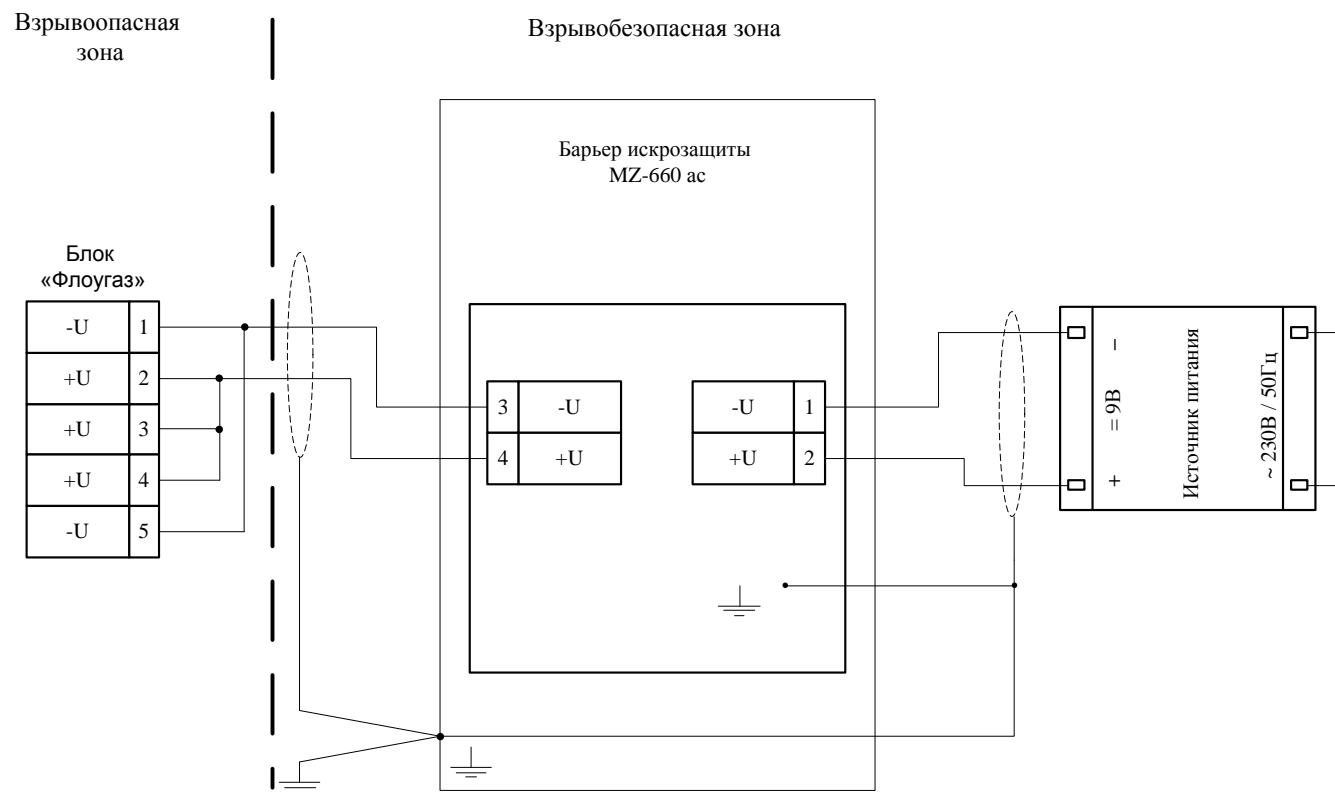 Взрывоопасная
зона
Взрывобезопасная зона
Барьер искрозащиты
MZ-660 ас
Блок
«Флоугаз»
-U 1
+U 2
+U 3
+U 4
-U 5
3 -U
4 +U
-U 1
+U 2
–
= 9В
+
Источник питания
~ 230В / 50Гц